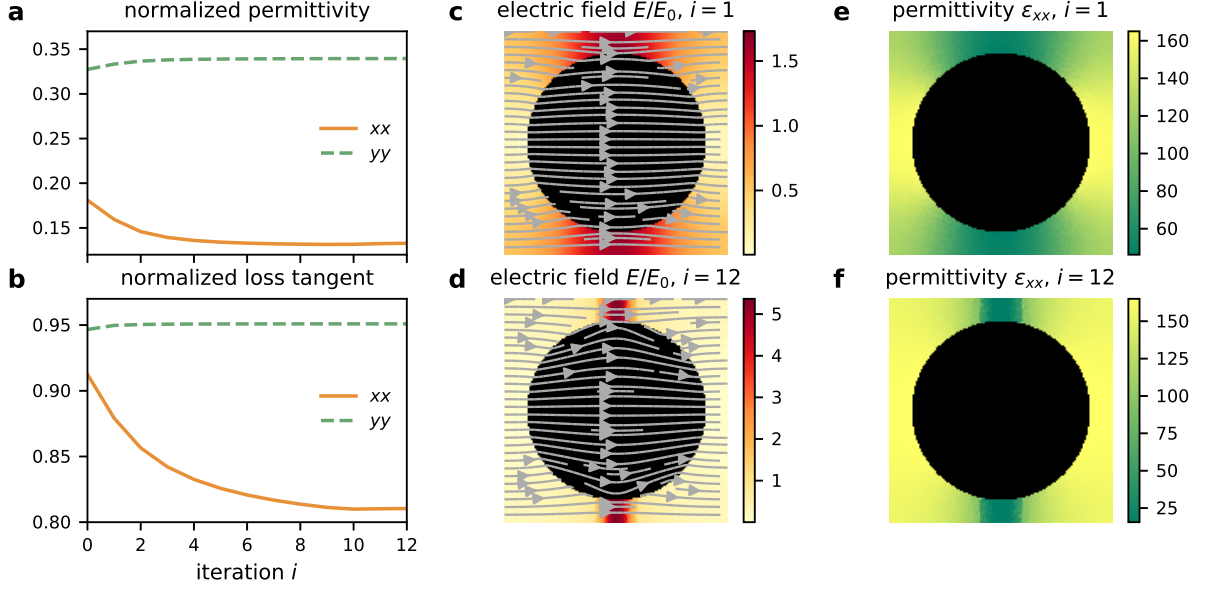 a normalized permittivity
0.35
0.30
0.25
0.20
0.15
xx
yy
b normalized loss tangent
0.95
0.90
0.85
0.80
xx
yy
0 2 4 6 8 10 12
iteration i
c electric field E/E₀, i = 1
1.5
1.0
0.5
d electric field E/E₀, i = 12
5
4
3
2
1
e permittivity εₓₓ, i = 1
160
140
120
100
80
60
f permittivity εₓₓ, i = 12
150
125
100
75
50
25